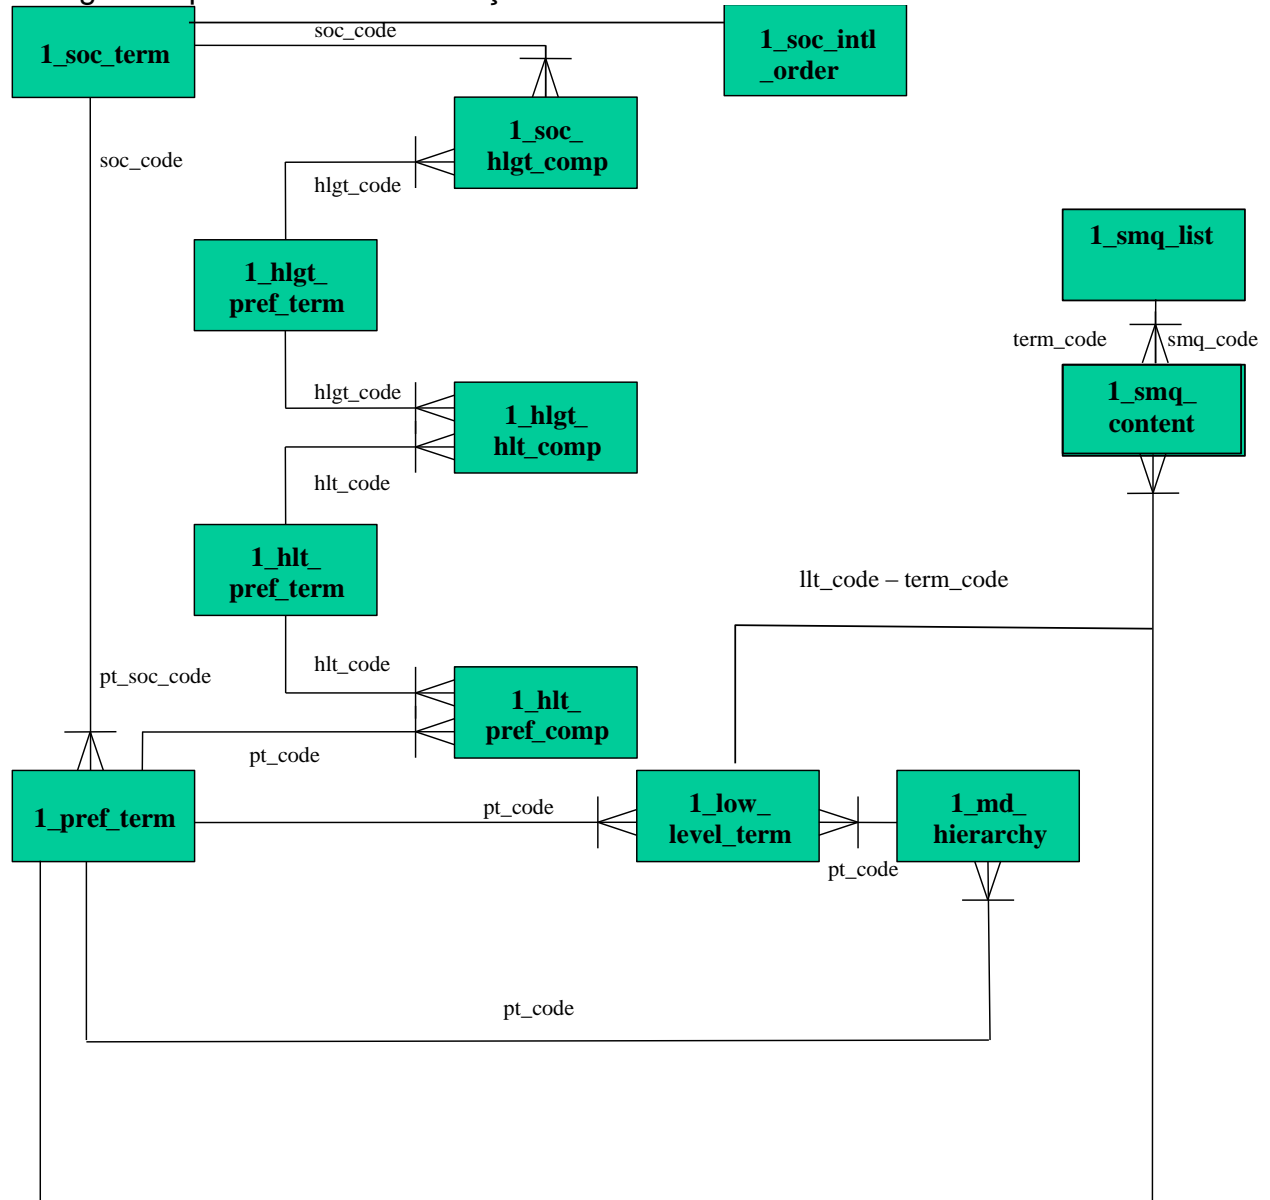 1_soc_term
soc_code
1_soc_intl
_order
1_soc_
hlgt_comp
soc_code
hlgt_code
1_smq_list
1_hlgt_
pref_term
term_code
smq_code
hlgt_code
1_hlgt_
hlt_comp
1_smq_
content
hlt_code
1_hlt_
pref_term
llt_code – term_code
hlt_code
pt_soc_code
1_hlt_
pref_comp
pt_code
1_pref_term
pt_code
1_low_
level_term
1_md_
hierarchy
pt_code
pt_code